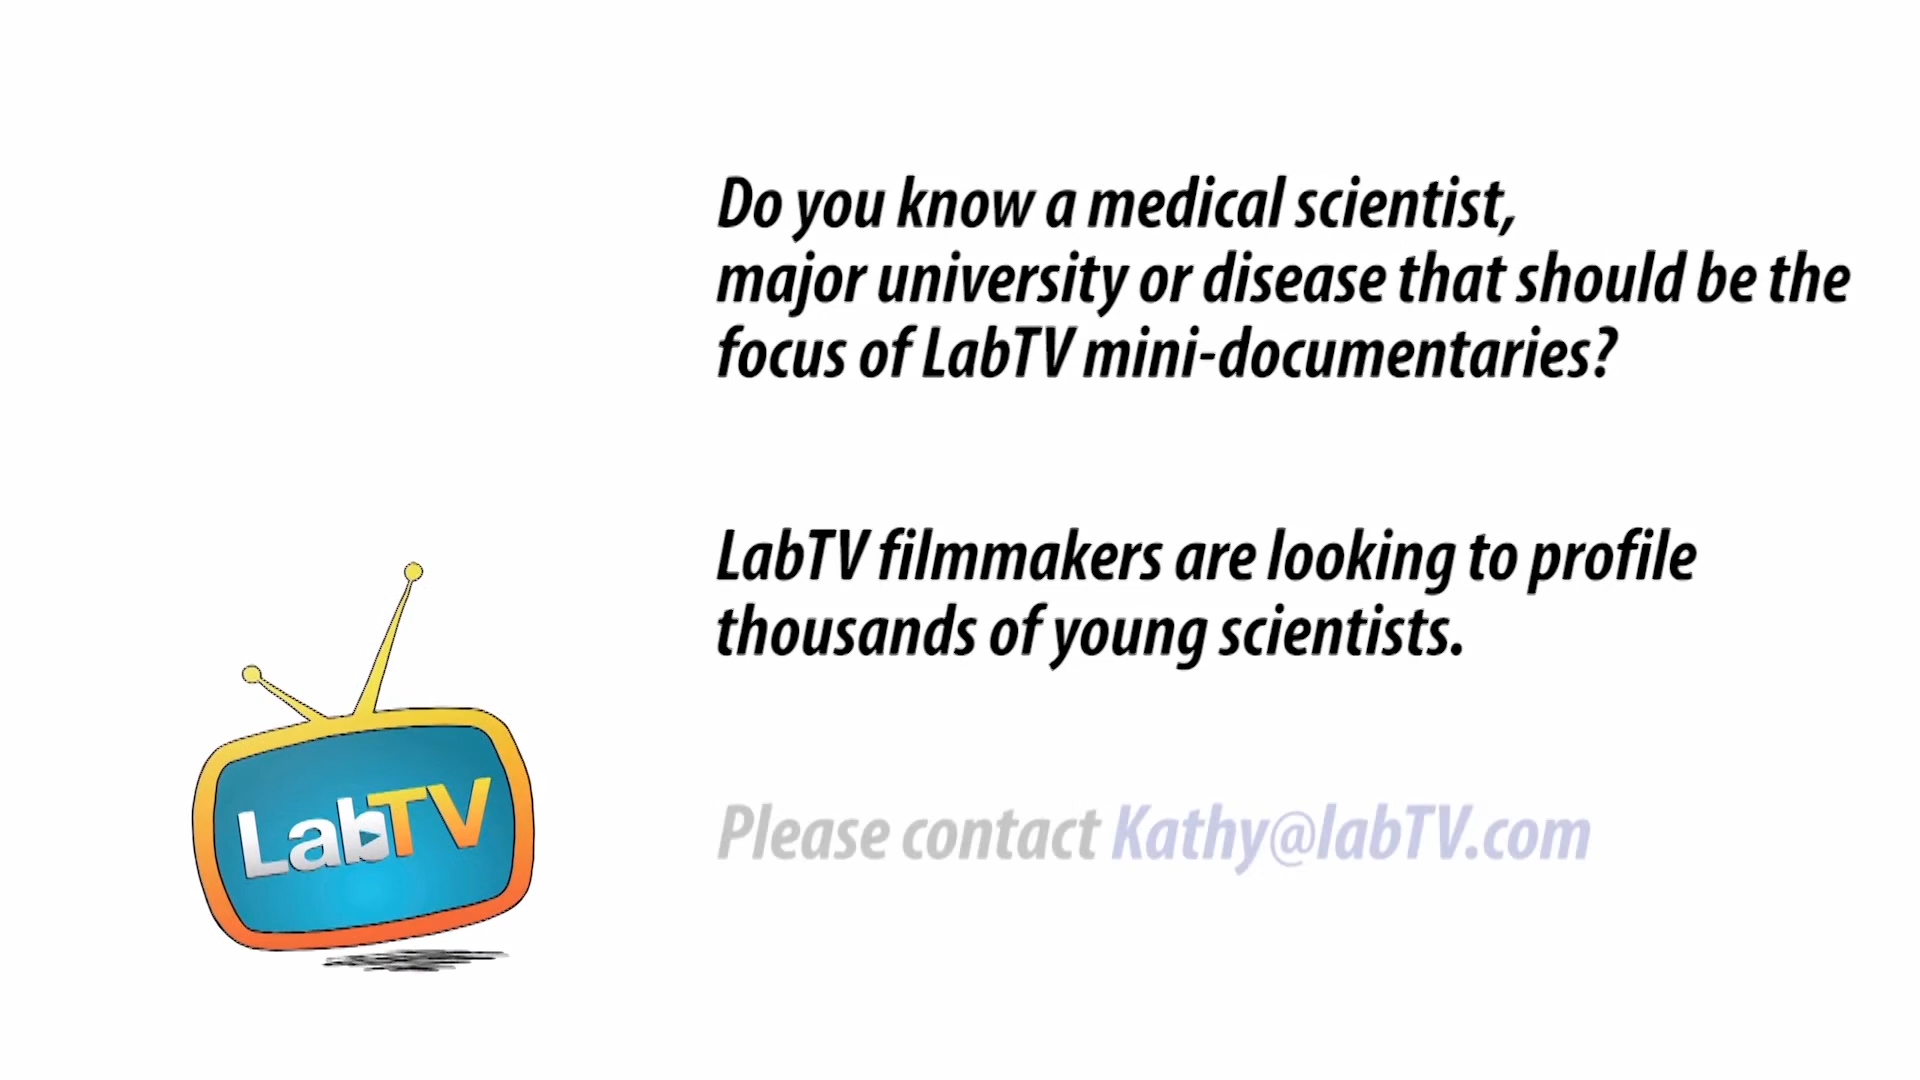 Do you know a medical scientist,
major university or disease that should be the
focus of LabTV mini-documentaries?
LabTV filmmakers are looking to profile
thousands of young scientists.
LabTV
Please contact Kathy@labTV.com